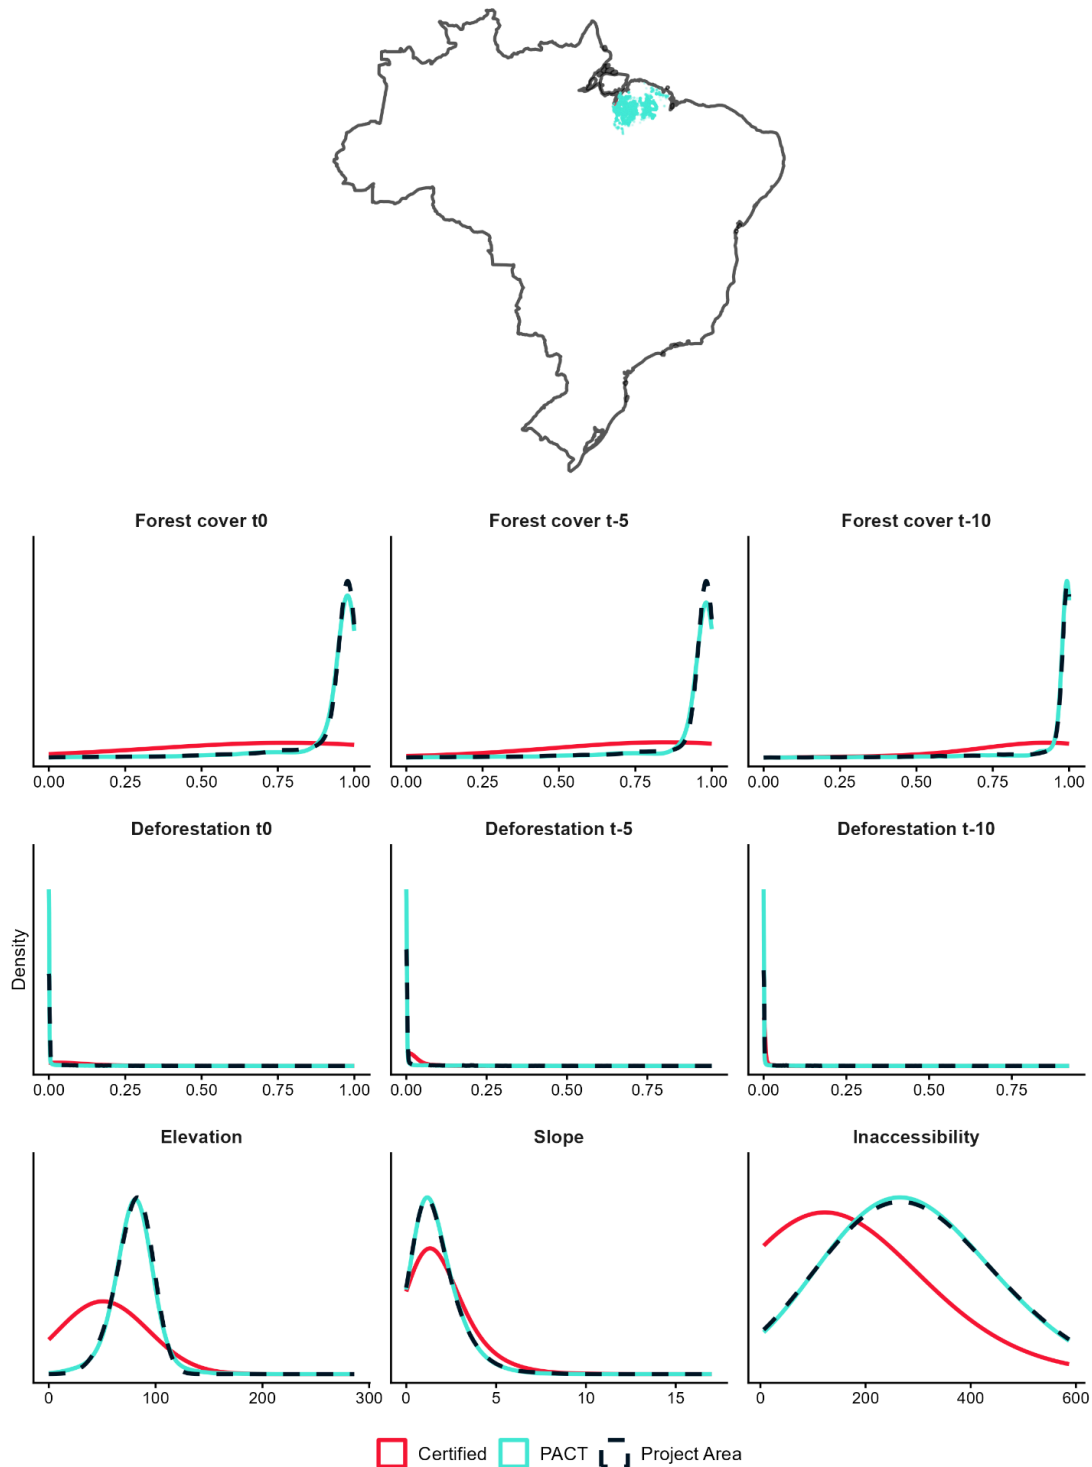 Forest cover t0
Forest cover t-5
Forest cover t-10
0.00 0.25 0.50 0.75 1.00
0.00 0.25 0.50 0.75 1.00
0.00 0.25 0.50 0.75 1.00
Deforestation t0
Deforestation t-5
Deforestation t-10
Density
0.00 0.25 0.50 0.75 1.00
0.00 0.25 0.50 0.75
0.00 0.25 0.50 0.75
Elevation
Slope
Inaccessibility
0 100 200 300
0 5 10 15
0 200 400 600
Certified PACT Project Area